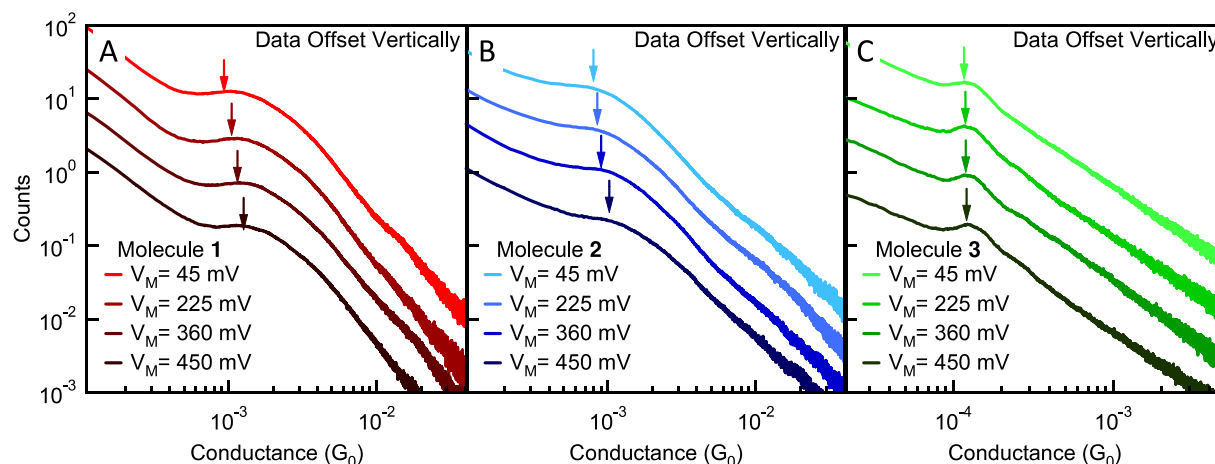 A
Data Offset Vertically
B
Data Offset Vertically
C
Data Offset Vertically
10^2
10^1
10^0
10^-1
10^-2
10^-3
Counts
Molecule 1
V_M= 45 mV
V_M= 225 mV
V_M= 360 mV
V_M= 450 mV
Molecule 2
V_M= 45 mV
V_M= 225 mV
V_M= 360 mV
V_M= 450 mV
Molecule 3
V_M= 45 mV
V_M= 225 mV
V_M= 360 mV
V_M= 450 mV
10^-3
10^-2
10^-3
10^-2
10^-4
10^-3
Conductance (G_0)
Conductance (G_0)
Conductance (G_0)